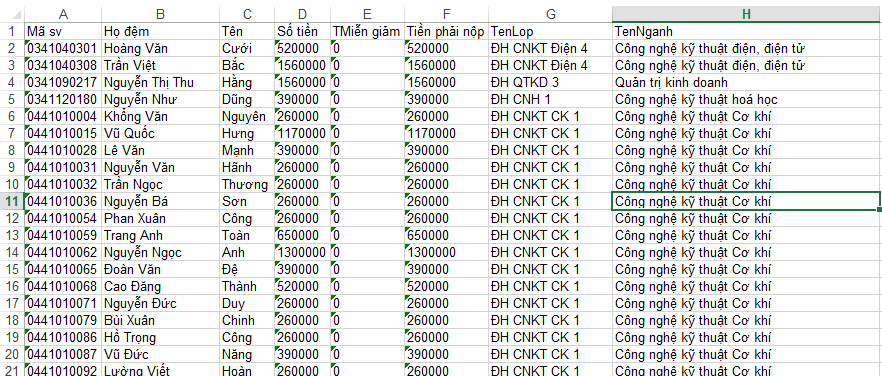 A B C D E F G H
1 Mã sv Họ đệm Tên Số tiền TMiễn giảm Tiền phải nộp TenLop TenNganh
2 0341040301 Hoàng Văn Cưới 520000 0 520000 ĐH CNKT Điện 4 Công nghệ kỹ thuật điện, điện tử
3 0341040308 Trần Việt Bắc 1560000 0 1560000 ĐH CNKT Điện 4 Công nghệ kỹ thuật điện, điện tử
4 0341090217 Nguyễn Thị Thu Hằng 1560000 0 1560000 ĐH QTKD 3 Quản trị kinh doanh
5 0341120180 Nguyễn Như Dũng 390000 0 390000 ĐH CNH 1 Công nghệ kỹ thuật hoá học
6 0441010004 Khổng Văn Nguyên 260000 0 260000 ĐH CNKT CK 1 Công nghệ kỹ thuật Cơ khí
7 0441010015 Vũ Quốc Hưng 1170000 0 1170000 ĐH CNKT CK 1 Công nghệ kỹ thuật Cơ khí
8 0441010028 Lê Văn Mạnh 390000 0 390000 ĐH CNKT CK 1 Công nghệ kỹ thuật Cơ khí
9 0441010031 Nguyễn Văn Hãnh 260000 0 260000 ĐH CNKT CK 1 Công nghệ kỹ thuật Cơ khí
10 0441010032 Trần Ngọc Thương 260000 0 260000 ĐH CNKT CK 1 Công nghệ kỹ thuật Cơ khí
11 0441010036 Nguyễn Bá Sơn 260000 0 260000 ĐH CNKT CK 1 Công nghệ kỹ thuật Cơ khí
12 0441010054 Phan Xuân Công 260000 0 260000 ĐH CNKT CK 1 Công nghệ kỹ thuật Cơ khí
13 0441010059 Trang Anh Toàn 650000 0 650000 ĐH CNKT CK 1 Công nghệ kỹ thuật Cơ khí
14 0441010062 Nguyễn Ngọc Anh 1300000 0 1300000 ĐH CNKT CK 1 Công nghệ kỹ thuật Cơ khí
15 0441010065 Đoàn Văn Đệ 390000 0 390000 ĐH CNKT CK 1 Công nghệ kỹ thuật Cơ khí
16 0441010068 Cao Đăng Thành 520000 0 520000 ĐH CNKT CK 1 Công nghệ kỹ thuật Cơ khí
17 0441010071 Nguyễn Đức Duy 260000 0 260000 ĐH CNKT CK 1 Công nghệ kỹ thuật Cơ khí
18 0441010079 Bùi Xuân Chinh 260000 0 260000 ĐH CNKT CK 1 Công nghệ kỹ thuật Cơ khí
19 0441010086 Hồ Trọng Công 260000 0 260000 ĐH CNKT CK 1 Công nghệ kỹ thuật Cơ khí
20 0441010087 Vũ Đức Năng 390000 0 390000 ĐH CNKT CK 1 Công nghệ kỹ thuật Cơ khí
21 0441010092 Lường Viết Hoàn 260000 0 260000 ĐH CNKT CK 1 Công nghệ kỹ thuật Cơ khí